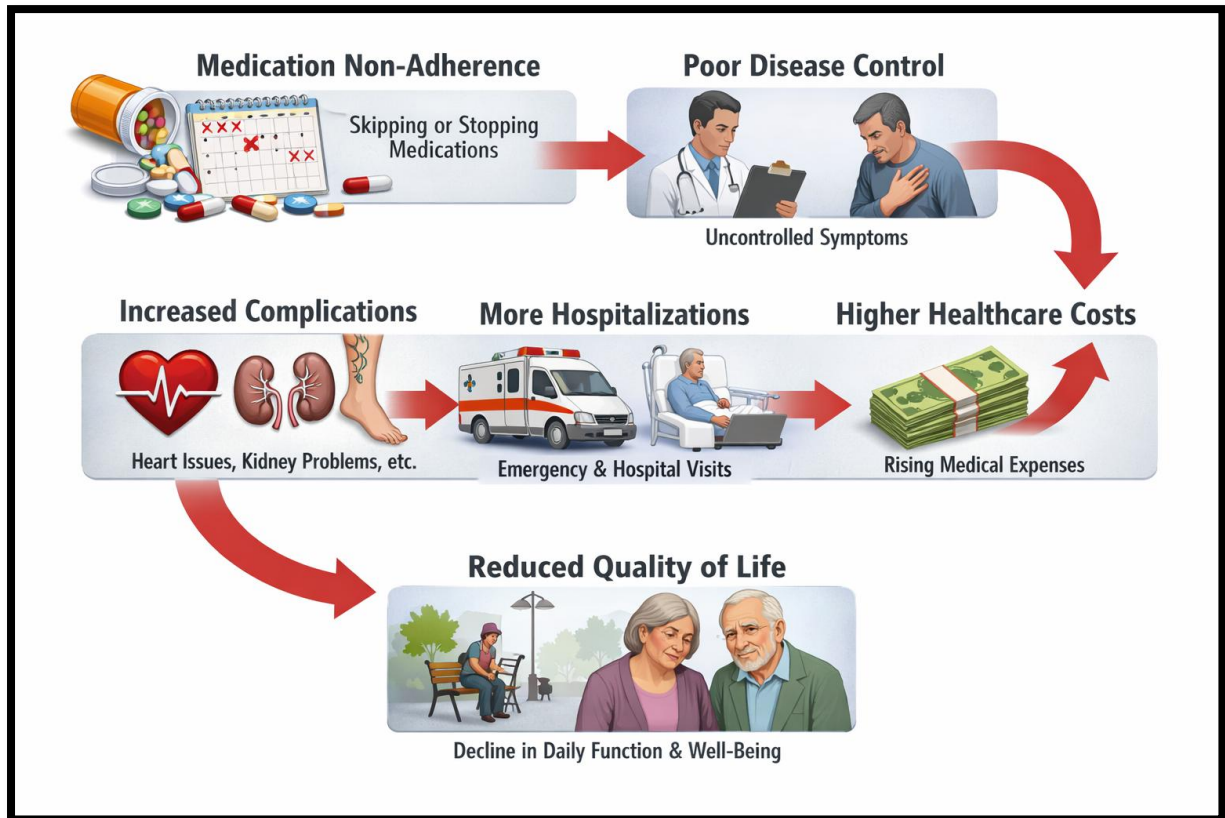 Medication Non-Adherence
Skipping or Stopping
Medications
Poor Disease Control
Uncontrolled Symptoms
Increased Complications
Heart Issues, Kidney Problems, etc.
More Hospitalizations
Emergency & Hospital Visits
Higher Healthcare Costs
Rising Medical Expenses
Reduced Quality of Life
Decline in Daily Function & Well-Being